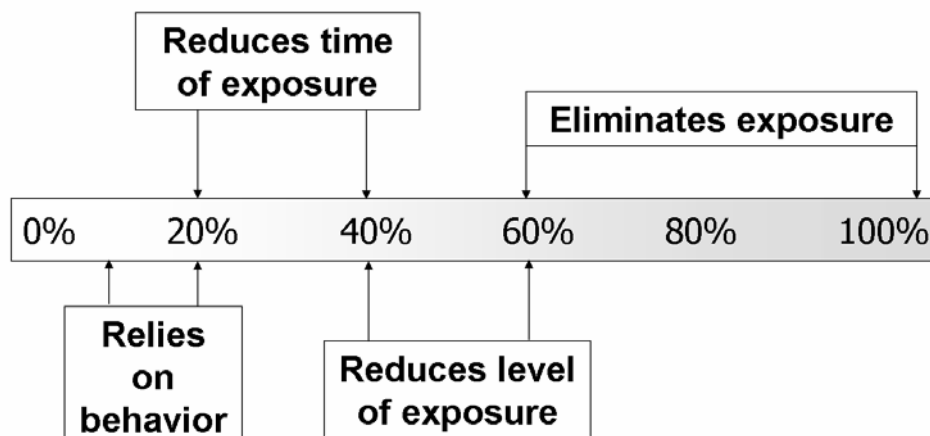 Reduces time
of exposure
Eliminates exposure
0% 20% 40% 60% 80% 100%
Relies
on
behavior
Reduces level
of exposure